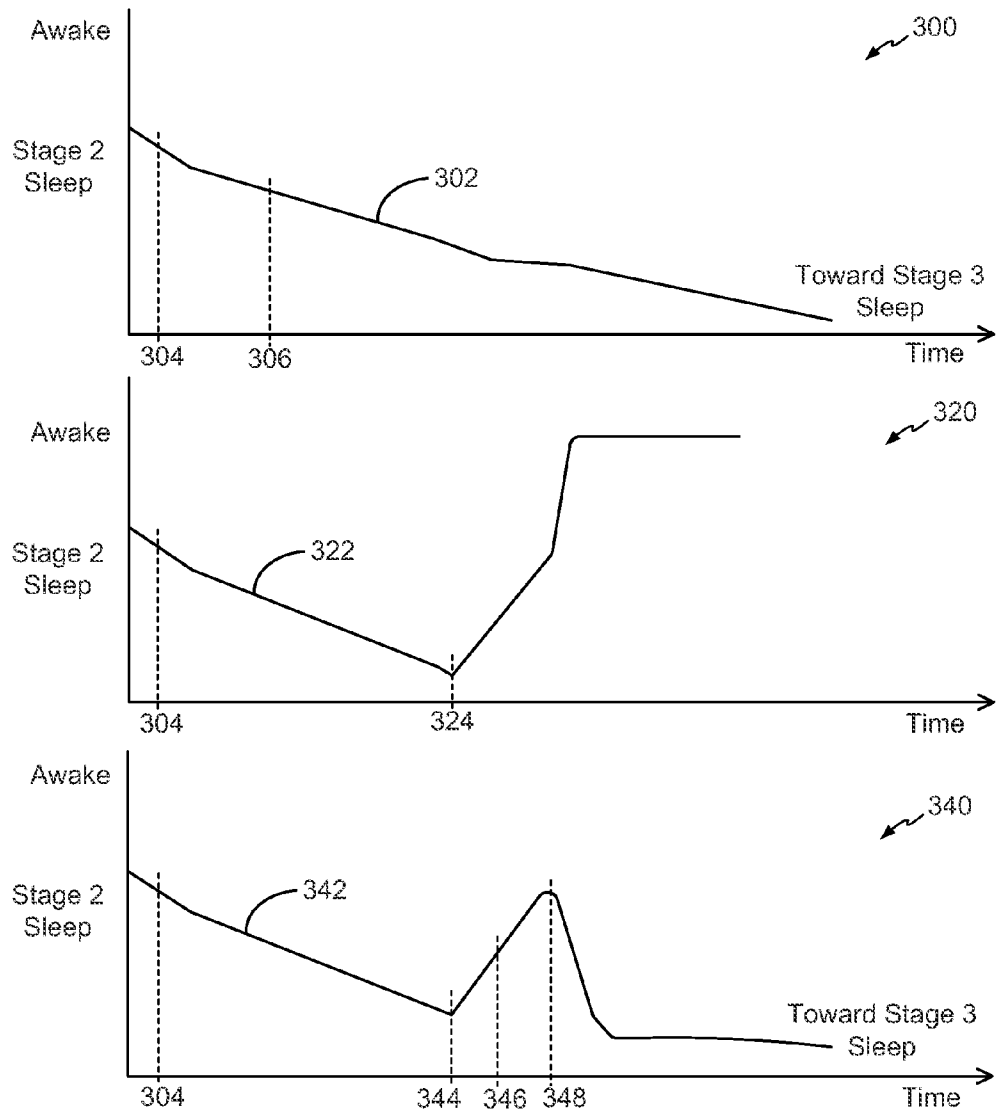 Awake
300
Stage 2
Sleep
302
Toward Stage 3
Sleep
304
306
Time
Awake
320
Stage 2
Sleep
322
304
324
Time
Awake
340
Stage 2
Sleep
342
Toward Stage 3
Sleep
304
344
346
348
Time